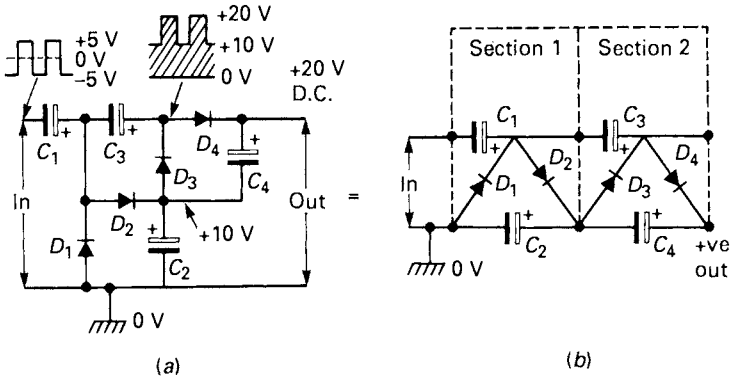 +5 V
0 V
−5 V
+20 V
+10 V
0 V
+20 V
D.C.
C1
+
C3
+
D4
+
C4
D3
In
Out
D2
+10 V
D1
+
C2
0 V
(a)
=
Section 1
Section 2
C1
+
C3
+
D2
D4
In
D1
D3
+
C2
+
C4
0 V
+ve
out
(b)